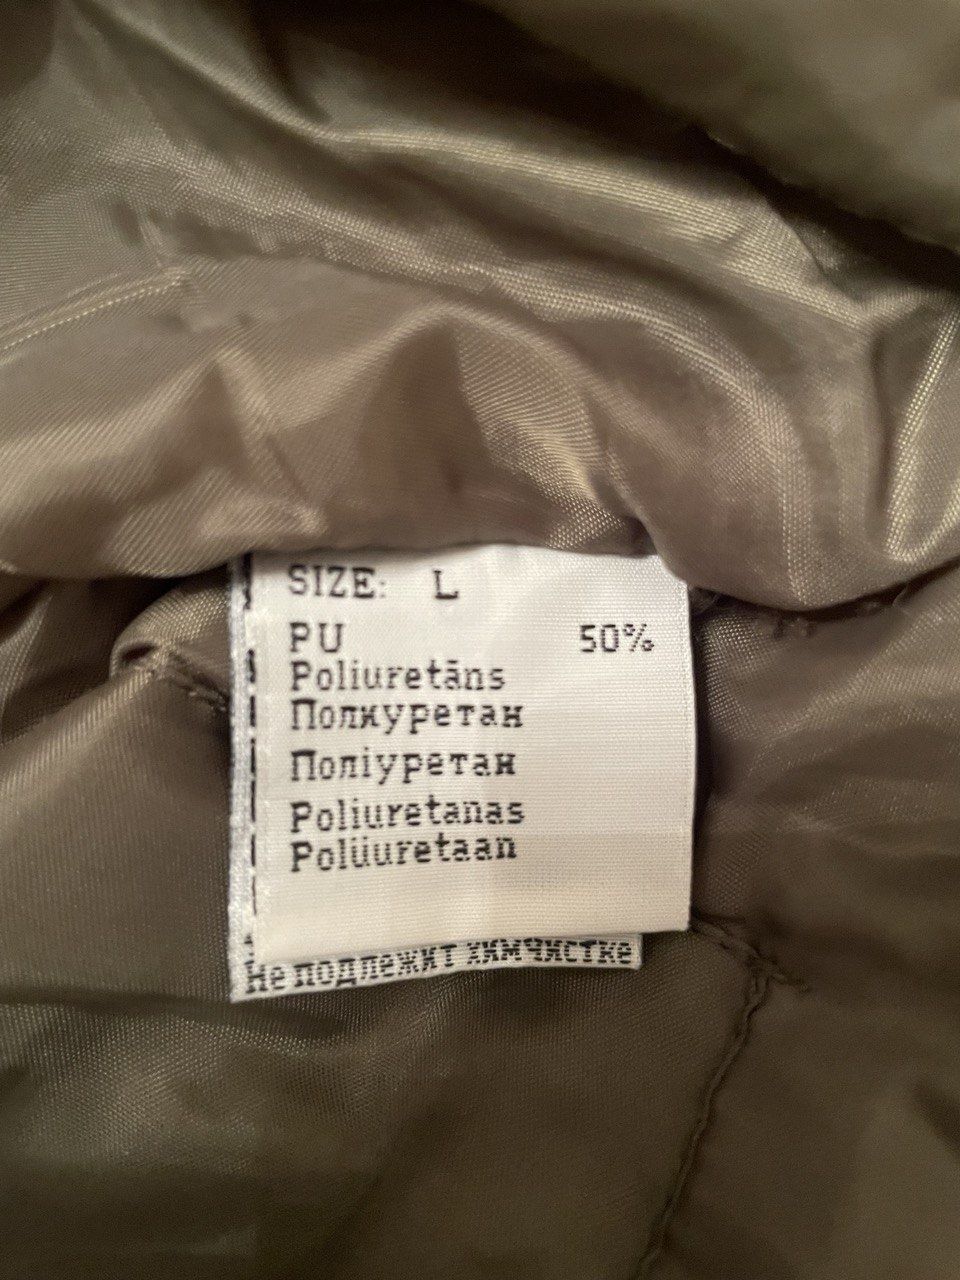 SIZE: L
PU 50%
Poliuretāns
Полиуретан
Поліуретан
Poliuretanas
Polüuretaan
Не подлежит химчистке